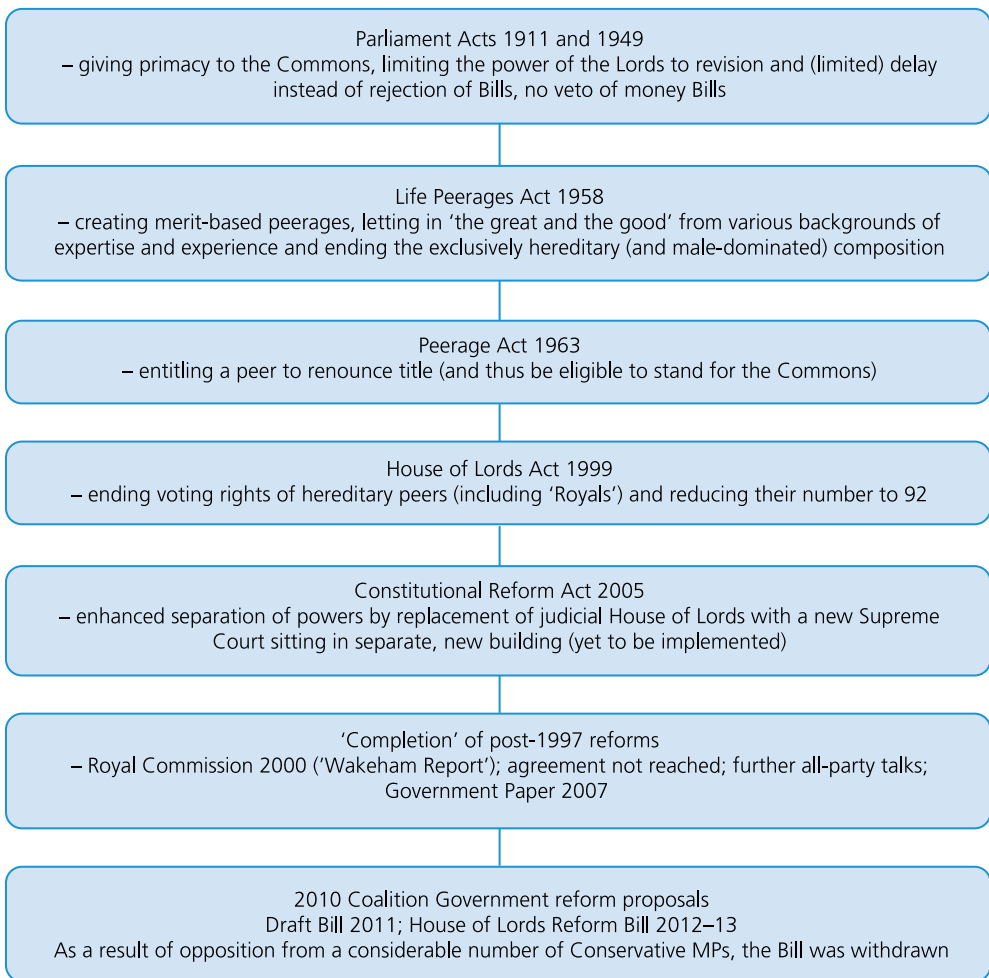 Parliament Acts 1911 and 1949
– giving primacy to the Commons, limiting the power of the Lords to revision and (limited) delay
instead of rejection of Bills, no veto of money Bills
Life Peerages Act 1958
– creating merit-based peerages, letting in ‘the great and the good’ from various backgrounds of
expertise and experience and ending the exclusively hereditary (and male-dominated) composition
Peerage Act 1963
– entitling a peer to renounce title (and thus be eligible to stand for the Commons)
House of Lords Act 1999
– ending voting rights of hereditary peers (including ‘Royals’) and reducing their number to 92
Constitutional Reform Act 2005
– enhanced separation of powers by replacement of judicial House of Lords with a new Supreme
Court sitting in separate, new building (yet to be implemented)
‘Completion’ of post-1997 reforms
– Royal Commission 2000 (‘Wakeham Report’); agreement not reached; further all-party talks;
Government Paper 2007
2010 Coalition Government reform proposals
Draft Bill 2011; House of Lords Reform Bill 2012–13
As a result of opposition from a considerable number of Conservative MPs, the Bill was withdrawn